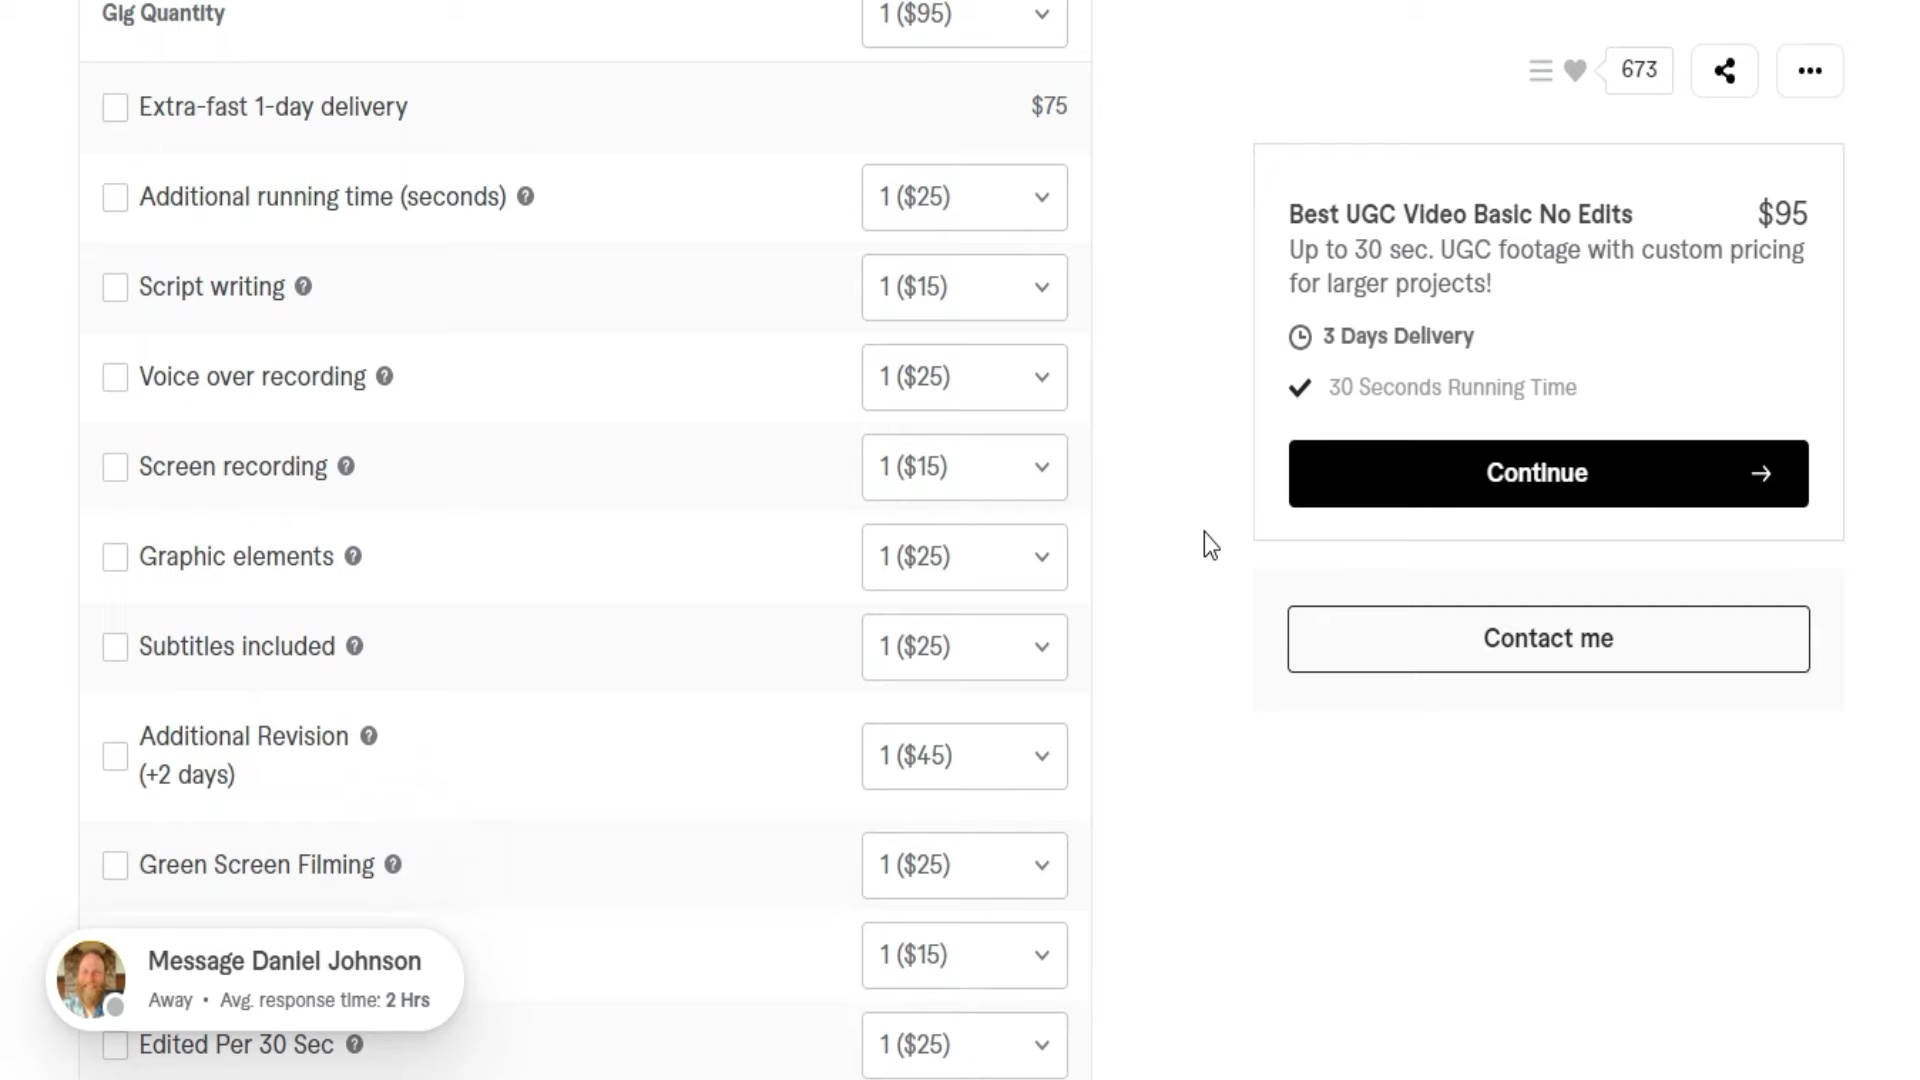 Gig Quantity
1 ($95)
Extra-fast 1-day delivery
$75
Additional running time (seconds)
1 ($25)
Script writing
1 ($15)
Voice over recording
1 ($25)
Screen recording
1 ($15)
Graphic elements
1 ($25)
Subtitles included
1 ($25)
Additional Revision
(+2 days)
1 ($45)
Green Screen Filming
1 ($25)
1 ($15)
Edited Per 30 Sec
1 ($25)
Message Daniel Johnson
Away • Avg. response time: 2 Hrs
673
Best UGC Video Basic No Edits
$95
Up to 30 sec. UGC footage with custom pricing
for larger projects!
3 Days Delivery
30 Seconds Running Time
Continue
Contact me